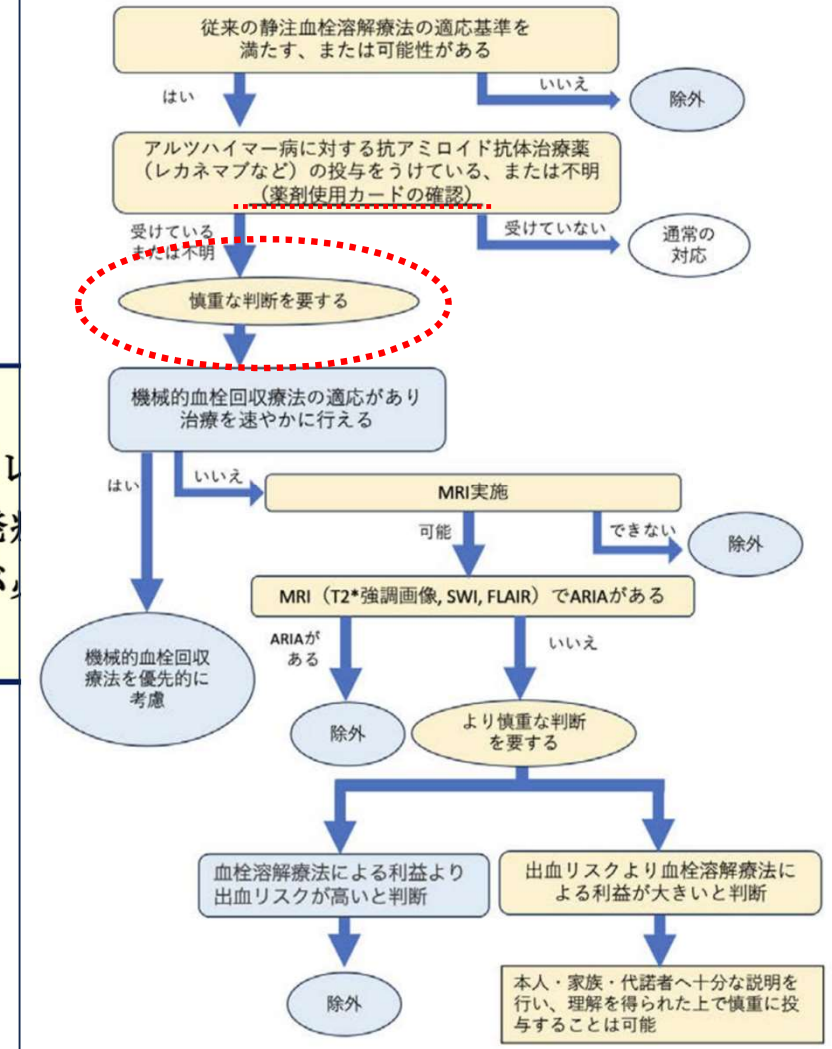 従来の静注血栓溶解療法の適応基準を
満たす、または可能性がある
はい
いいえ
除外
アルツハイマー病に対する抗アミロイド抗体治療薬
（レカネマブなど）の投与をうけている、または不明
（薬剤使用カードの確認）
受けている
または不明
受けていない
通常の
対応
慎重な判断を要する
機械的血栓回収療法の適応があり
治療を速やかに行える
はい
いいえ
MRI実施
可能
できない
除外
MRI（T2*強調画像, SWI, FLAIR）でARIAがある
ARIAが
ある
いいえ
機械的血栓回収
療法を優先的に
考慮
除外
より慎重な判断
を要する
血栓溶解療法による利益より
出血リスクが高いと判断
出血リスクより血栓溶解療法に
よる利益が大きいと判断
除外
本人・家族・代諾者へ十分な説明を
行い、理解を得られた上で慎重に投
与することは可能